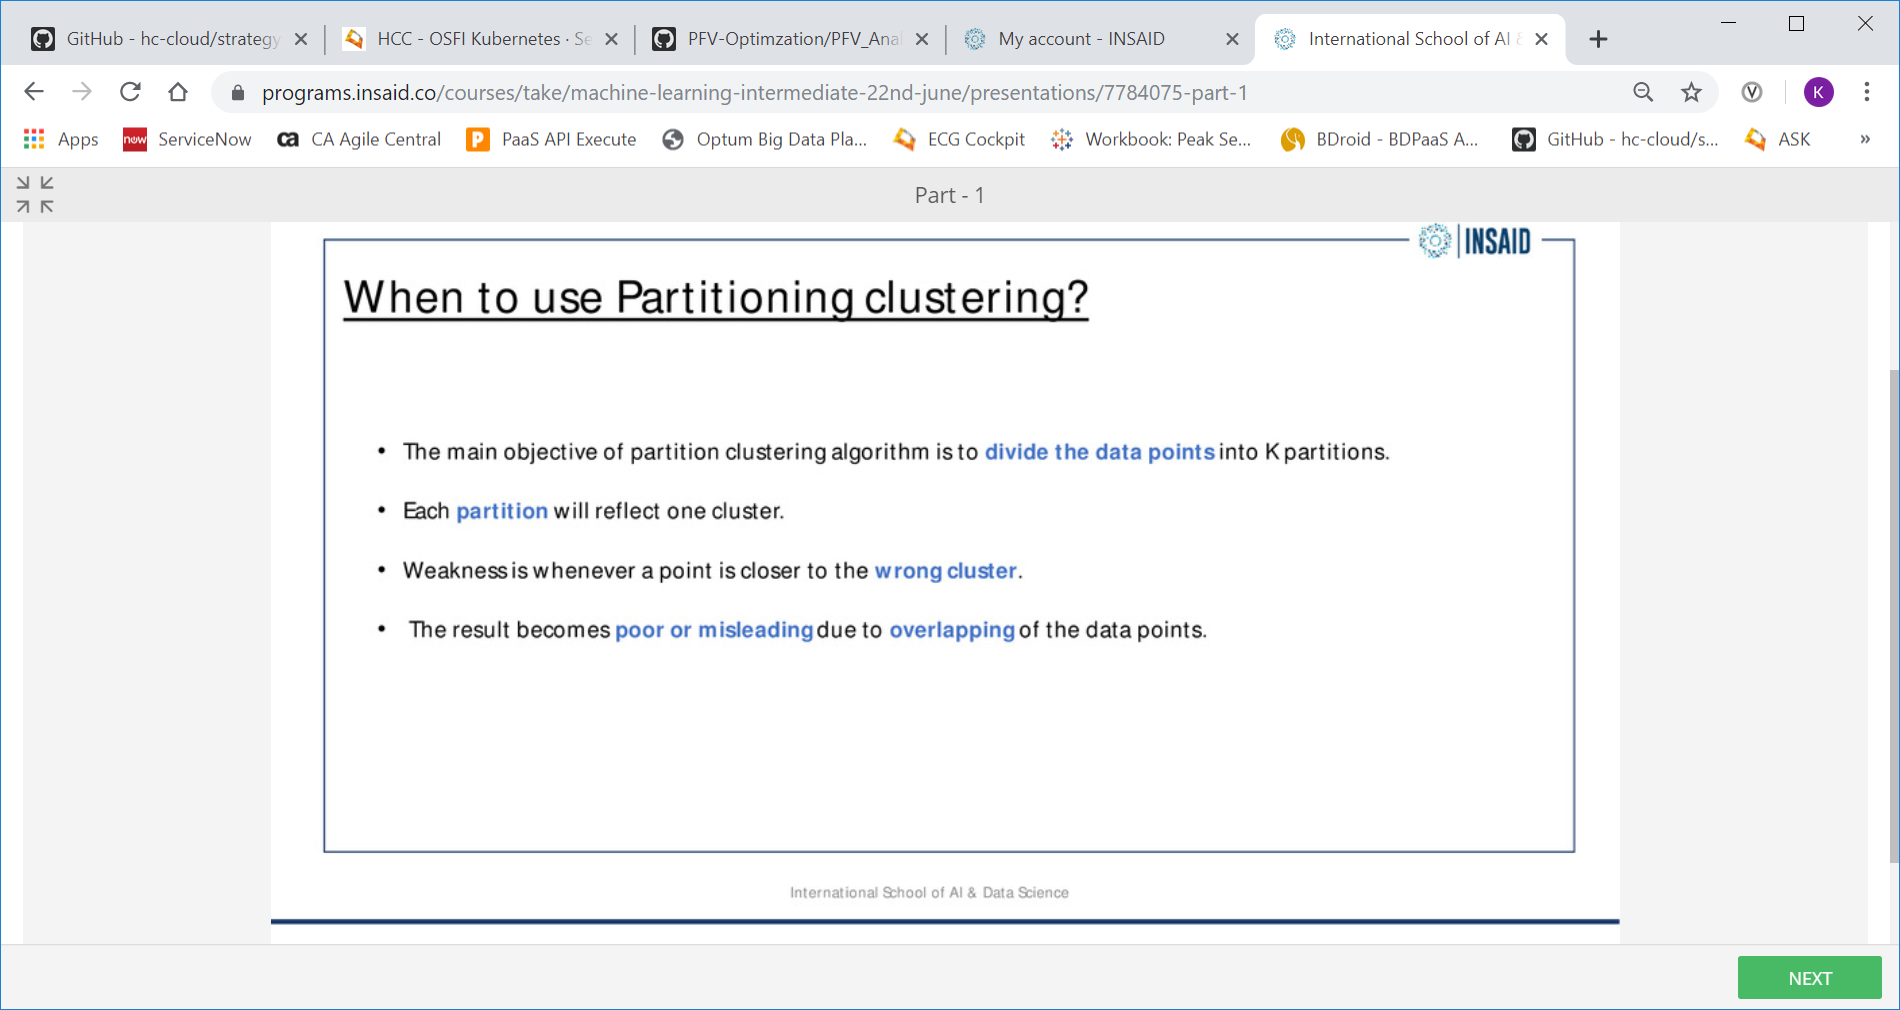 GitHub - hc-cloud/strategy
HCC - OSFI Kubernetes · Se
PFV-Optimzation/PFV_Anal
My account - INSAID
International School of AI &
programs.insaid.co/courses/take/machine-learning-intermediate-22nd-june/presentations/7784075-part-1
V
K
Apps
now ServiceNow
ca CA Agile Central
P PaaS API Execute
Optum Big Data Pla...
ECG Cockpit
Workbook: Peak Se...
BDroid - BDPaaS A...
GitHub - hc-cloud/s...
ASK
»
Part - 1
INSAID
When to use Partitioning clustering?
• The main objective of partition clustering algorithm is to divide the data points into K partitions.
• Each partition will reflect one cluster.
• Weakness is whenever a point is closer to the wrong cluster.
• The result becomes poor or misleading due to overlapping of the data points.
International School of AI & Data Science
NEXT